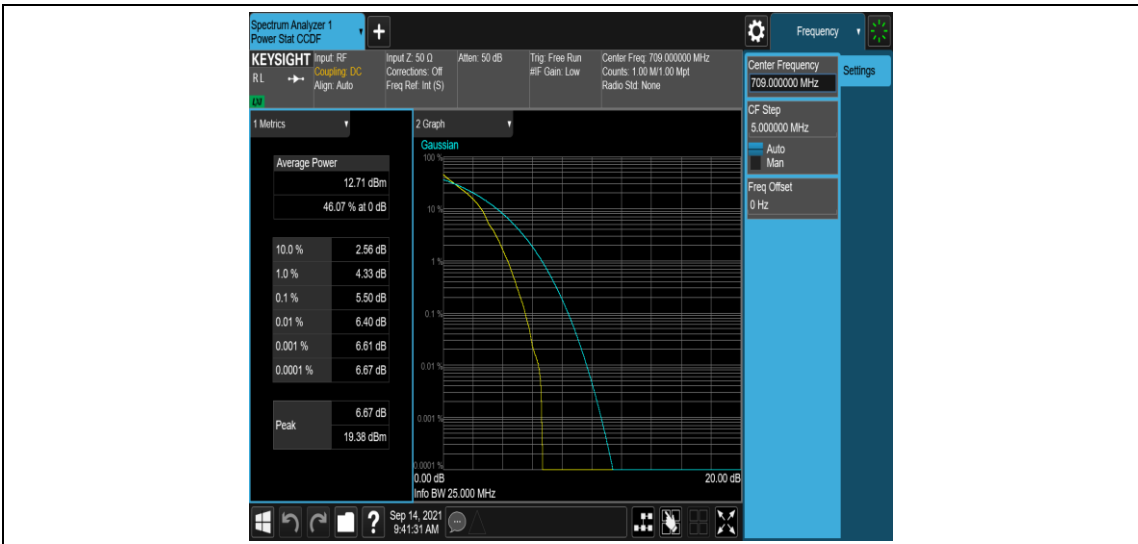 Spectrum Analyzer 1
Power Stat CCDF
+
Frequency
KEYSIGHT
RL
LXI
Input: RF
Coupling: DC
Align: Auto
Input Z: 50 Ω
Corrections: Off
Freq Ref: Int (S)
Atten: 50 dB
Trig: Free Run
#IF Gain: Low
Center Freq: 709.000000 MHz
Counts: 1.00 M/1.00 Mpt
Radio Std: None
Center Frequency
709.000000 MHz
Settings
CF Step
5.000000 MHz
Auto
Man
Freq Offset
0 Hz
1 Metrics
Average Power
12.71 dBm
46.07 % at 0 dB
10.0 % 2.56 dB
1.0 % 4.33 dB
0.1 % 5.50 dB
0.01 % 6.40 dB
0.001 % 6.61 dB
0.0001 % 6.67 dB
Peak
6.67 dB
19.38 dBm
2 Graph
Gaussian
100 %
10 %
1 %
0.1 %
0.01 %
0.001 %
0.0001 %
0.00 dB 20.00 dB
Info BW 25.000 MHz
?
Sep 14, 2021
9:41:31 AM